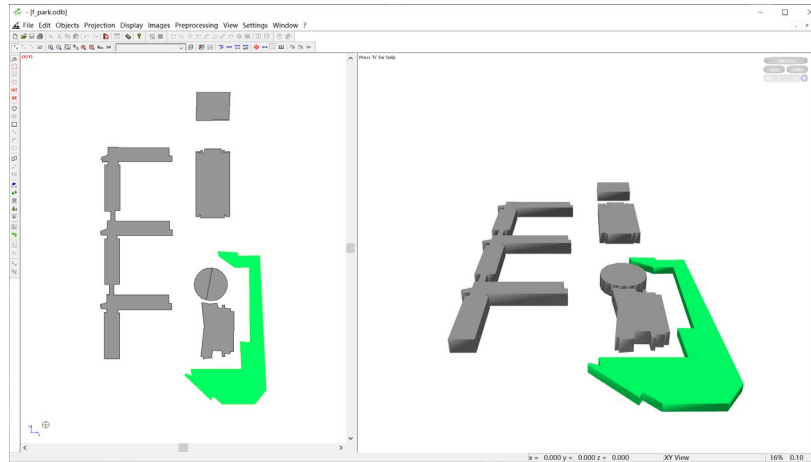 - [f_park.odb]
File Edit Objects Projection Display Images Preprocessing View Settings Window ?
[X/Y]
Press 'h' for help.
x = 0.000 y = 0.000 z = 0.000 XY View 16% 0.10